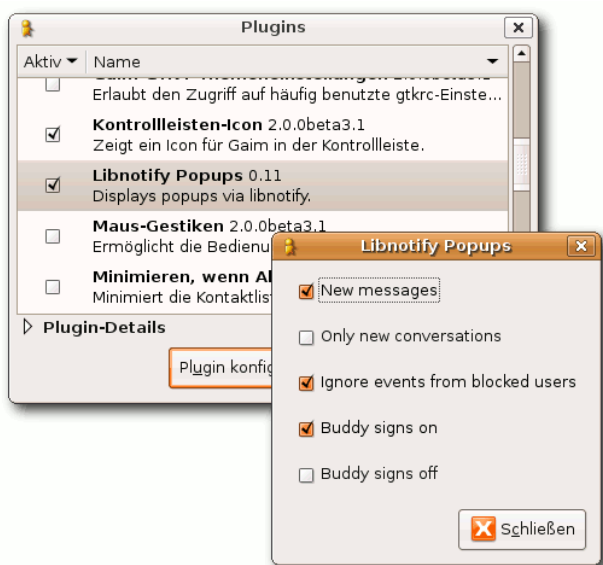 Plugins
Aktiv Name
Erlaubt den Zugriff auf häufig benutzte gtkrc-Einste...
Kontrollleisten-Icon 2.0.0beta3.1
Zeigt ein Icon für Gaim in der Kontrollleiste.
Libnotify Popups 0.11
Displays popups via libnotify.
Maus-Gestiken 2.0.0beta3.1
Ermöglicht die Bedienu
Minimieren, wenn A
Minimiert die Kontaktlis
Plugin-Details
Plugin konfig
Libnotify Popups
New messages
Only new conversations
Ignore events from blocked users
Buddy signs on
Buddy signs off
Schließen